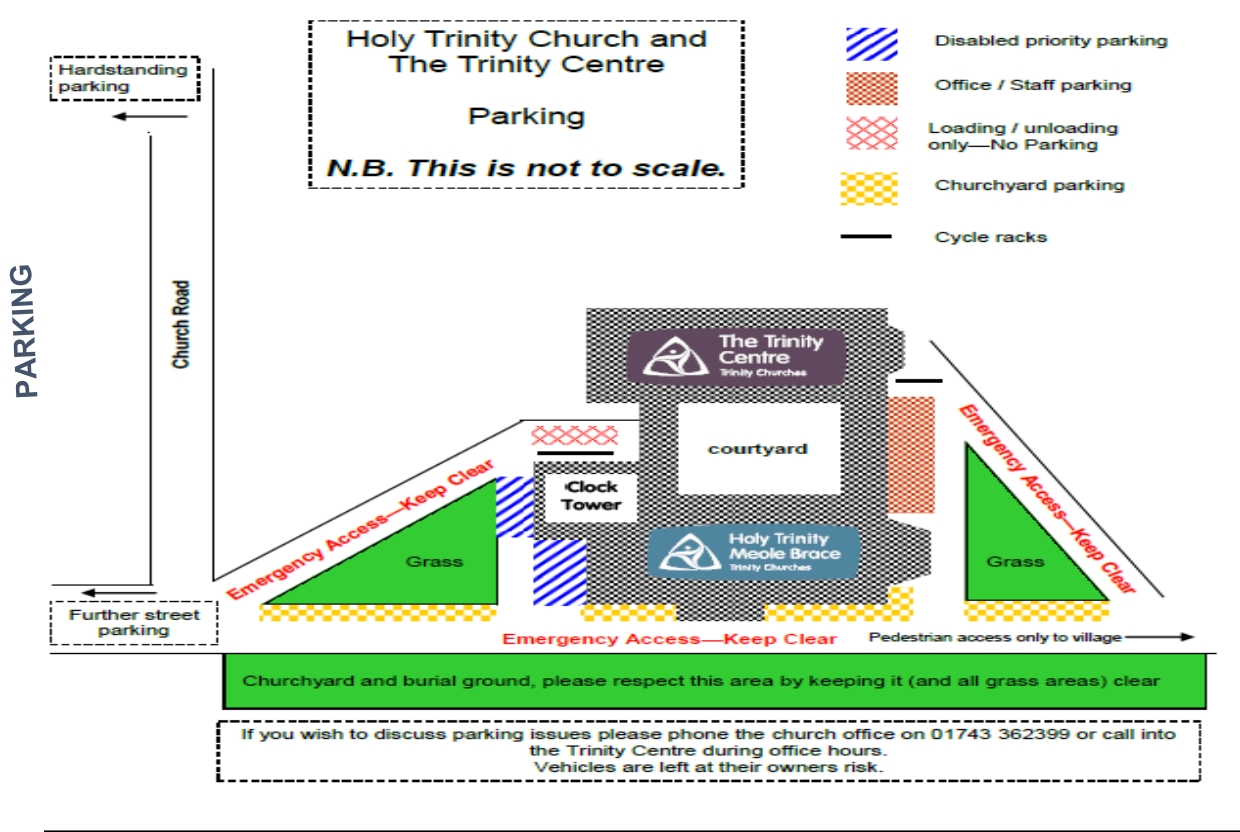 Holy Trinity Church and
The Trinity Centre
Parking
N.B. This is not to scale.
Disabled priority parking
Office / Staff parking
Loading / unloading
only—No Parking
Churchyard parking
Cycle racks
Hardstanding
parking
PARKING
Church Road
The Trinity
Centre
Trinity Churches
courtyard
Clock
Tower
Holy Trinity
Meole Brace
Trinity Churches
Emergency Access—Keep Clear
Grass
Emergency Access—Keep Clear
Grass
Further street
parking
Emergency Access—Keep Clear
Pedestrian access only to village
Churchyard and burial ground, please respect this area by keeping it (and all grass areas) clear
If you wish to discuss parking issues please phone the church office on 01743 362399 or call into
the Trinity Centre during office hours.
Vehicles are left at their owners risk.